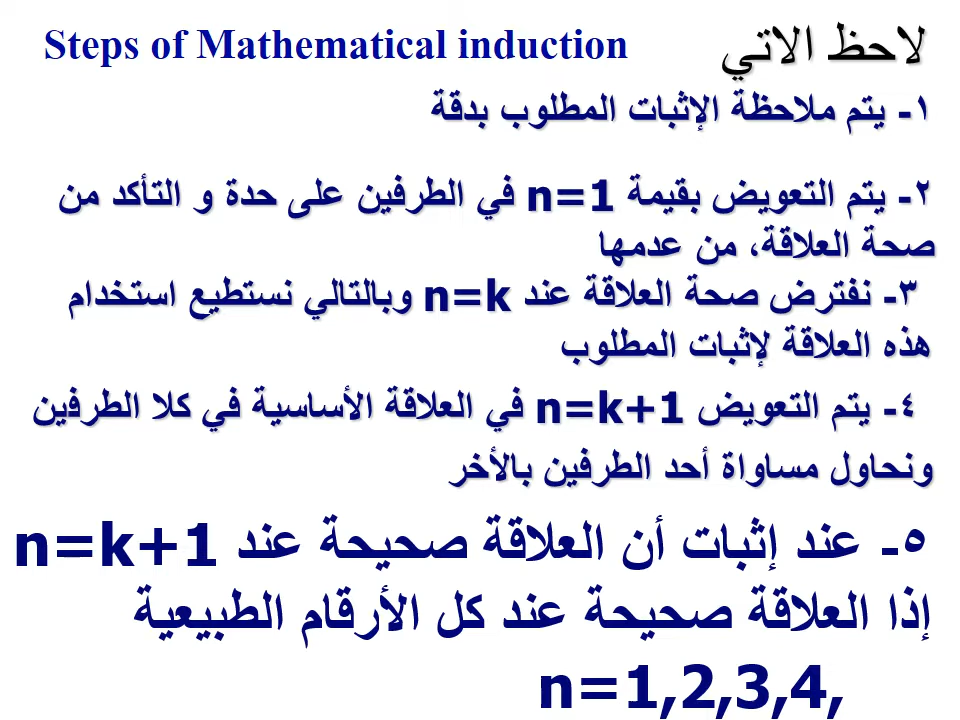 Steps of Mathematical induction
لاحظ الاتي
١- يتم ملاحظة الإثبات المطلوب بدقة
٢- يتم التعويض بقيمة n=1 في الطرفين على حدة و التأكد من
صحة العلاقة، من عدمها
٣- نفترض صحة العلاقة عند n=k وبالتالي نستطيع استخدام
هذه العلاقة لإثبات المطلوب
٤- يتم التعويض n=k+1 في العلاقة الأساسية في كلا الطرفين
ونحاول مساواة أحد الطرفين بالأخر
٥- عند إثبات أن العلاقة صحيحة عند n=k+1
إذا العلاقة صحيحة عند كل الأرقام الطبيعية
n=1,2,3,4,